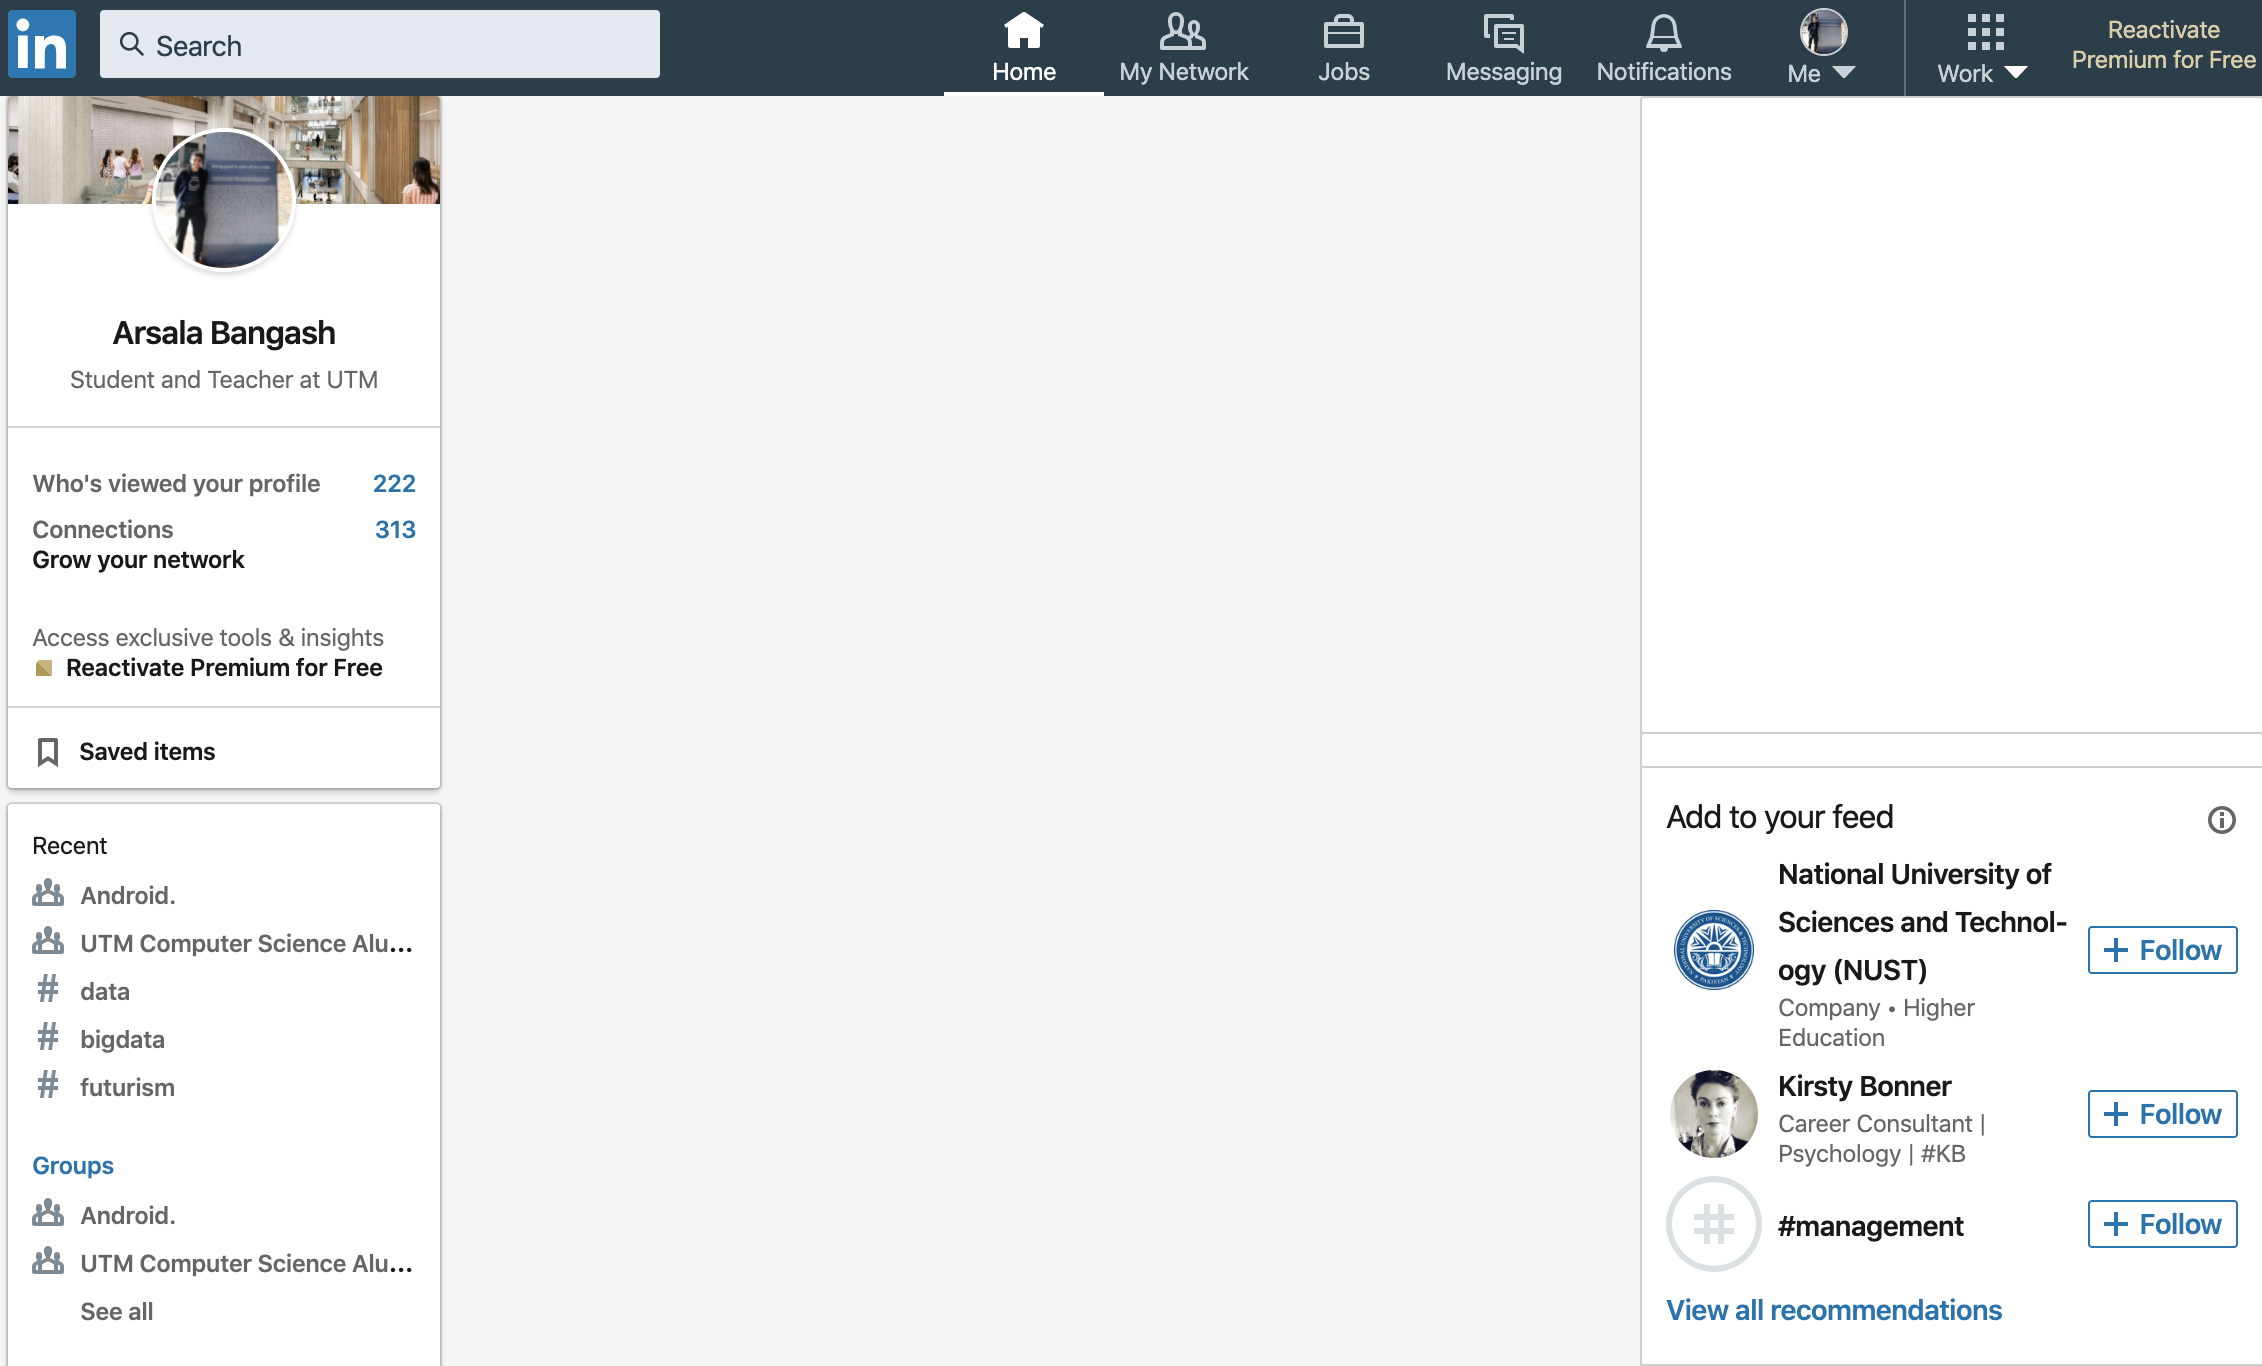 in
Search
Home
My Network
Jobs
Messaging
Notifications
Me
Work
Reactivate
Premium for Free
Arsala Bangash
Student and Teacher at UTM
Who's viewed your profile 222
Connections 313
Grow your network
Access exclusive tools & insights
Reactivate Premium for Free
Saved items
Recent
Android.
UTM Computer Science Alu...
# data
# bigdata
# futurism
Groups
Android.
UTM Computer Science Alu...
See all
Add to your feed
National University of
Sciences and Technol-
ogy (NUST)
Company • Higher
Education
+ Follow
Kirsty Bonner
Career Consultant |
Psychology | #KB
+ Follow
#
#management
+ Follow
View all recommendations